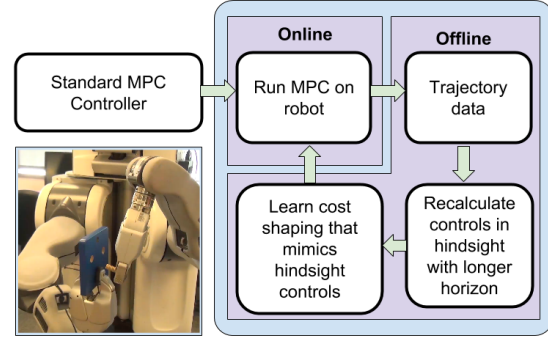 Online
Offline
Standard MPC
Controller
Run MPC on
robot
Trajectory
data
Learn cost
shaping that
mimics
hindsight
controls
Recalculate
controls in
hindsight
with longer
horizon